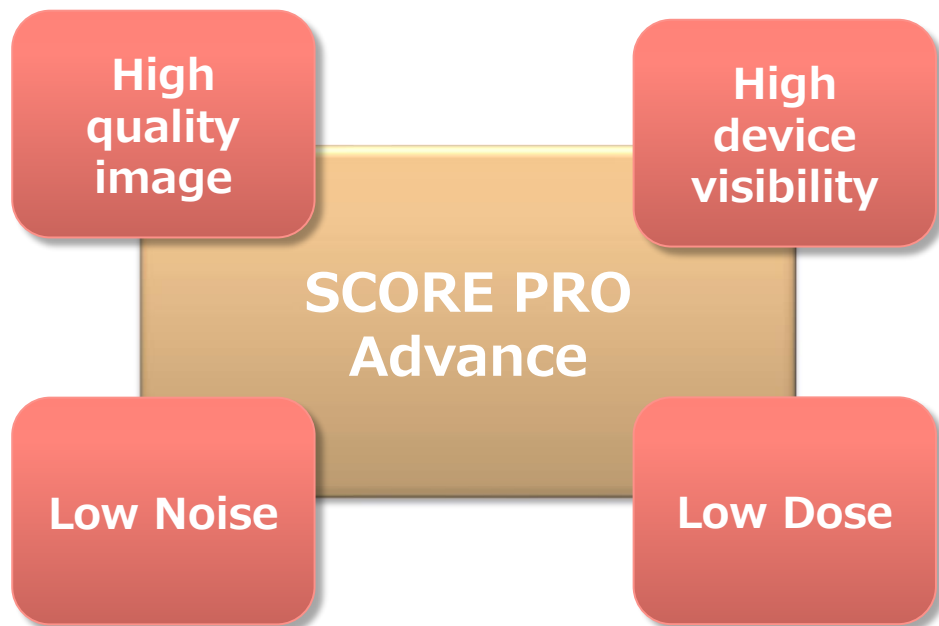 High
quality
image
High
device
visibility
SCORE PRO
Advance
Low Noise
Low Dose